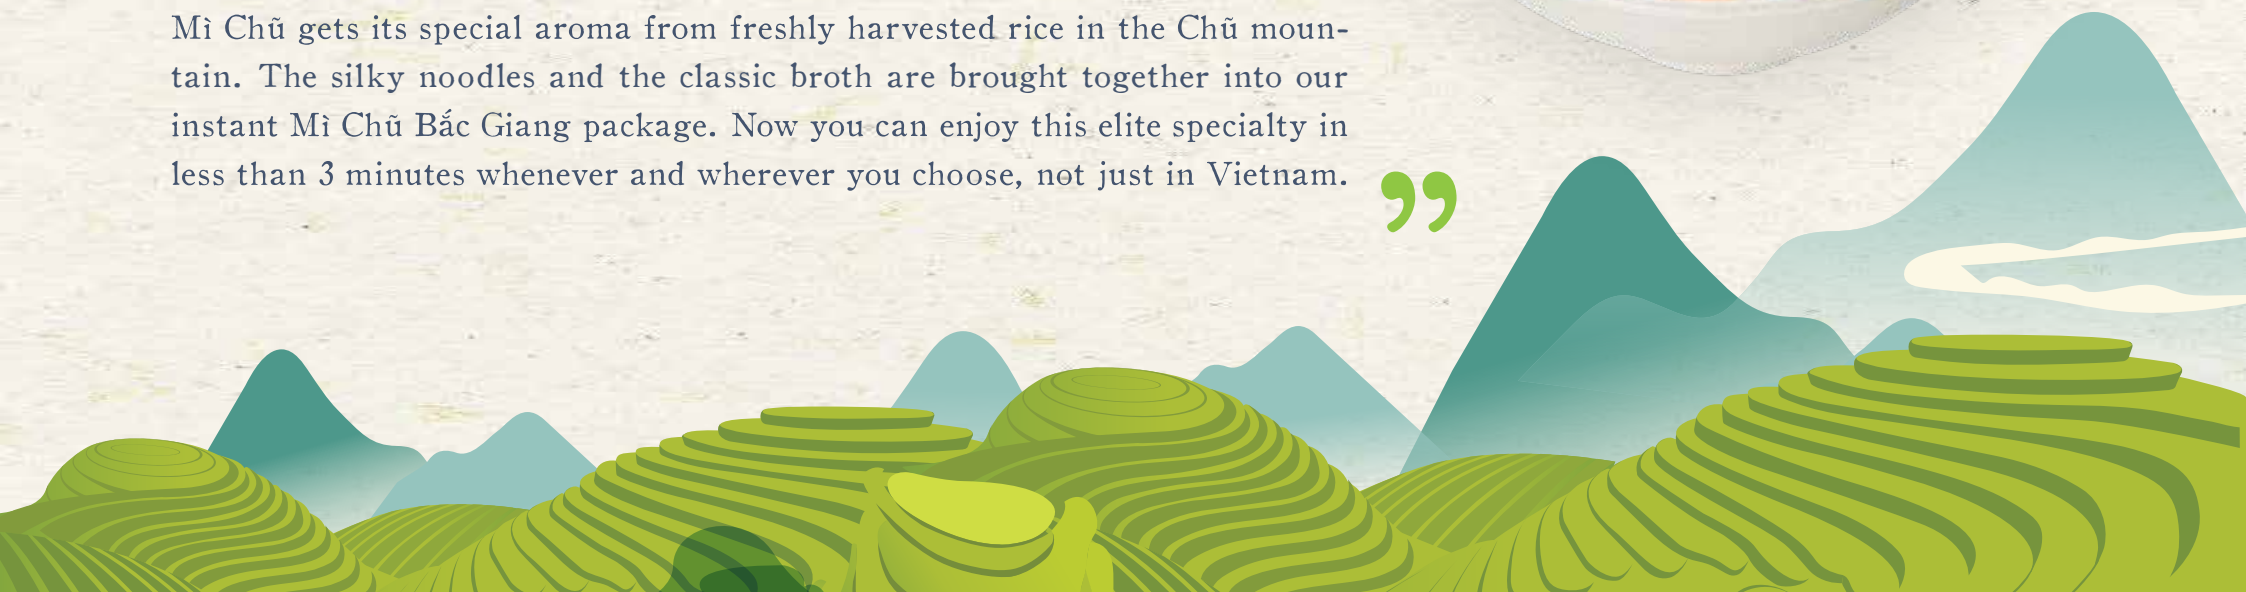 Mì Chũ gets its special aroma from freshly harvested rice in the Chũ moun-
tain. The silky noodles and the classic broth are brought together into our
instant Mì Chũ Bắc Giang package. Now you can enjoy this elite specialty in
less than 3 minutes whenever and wherever you choose, not just in Vietnam. ”